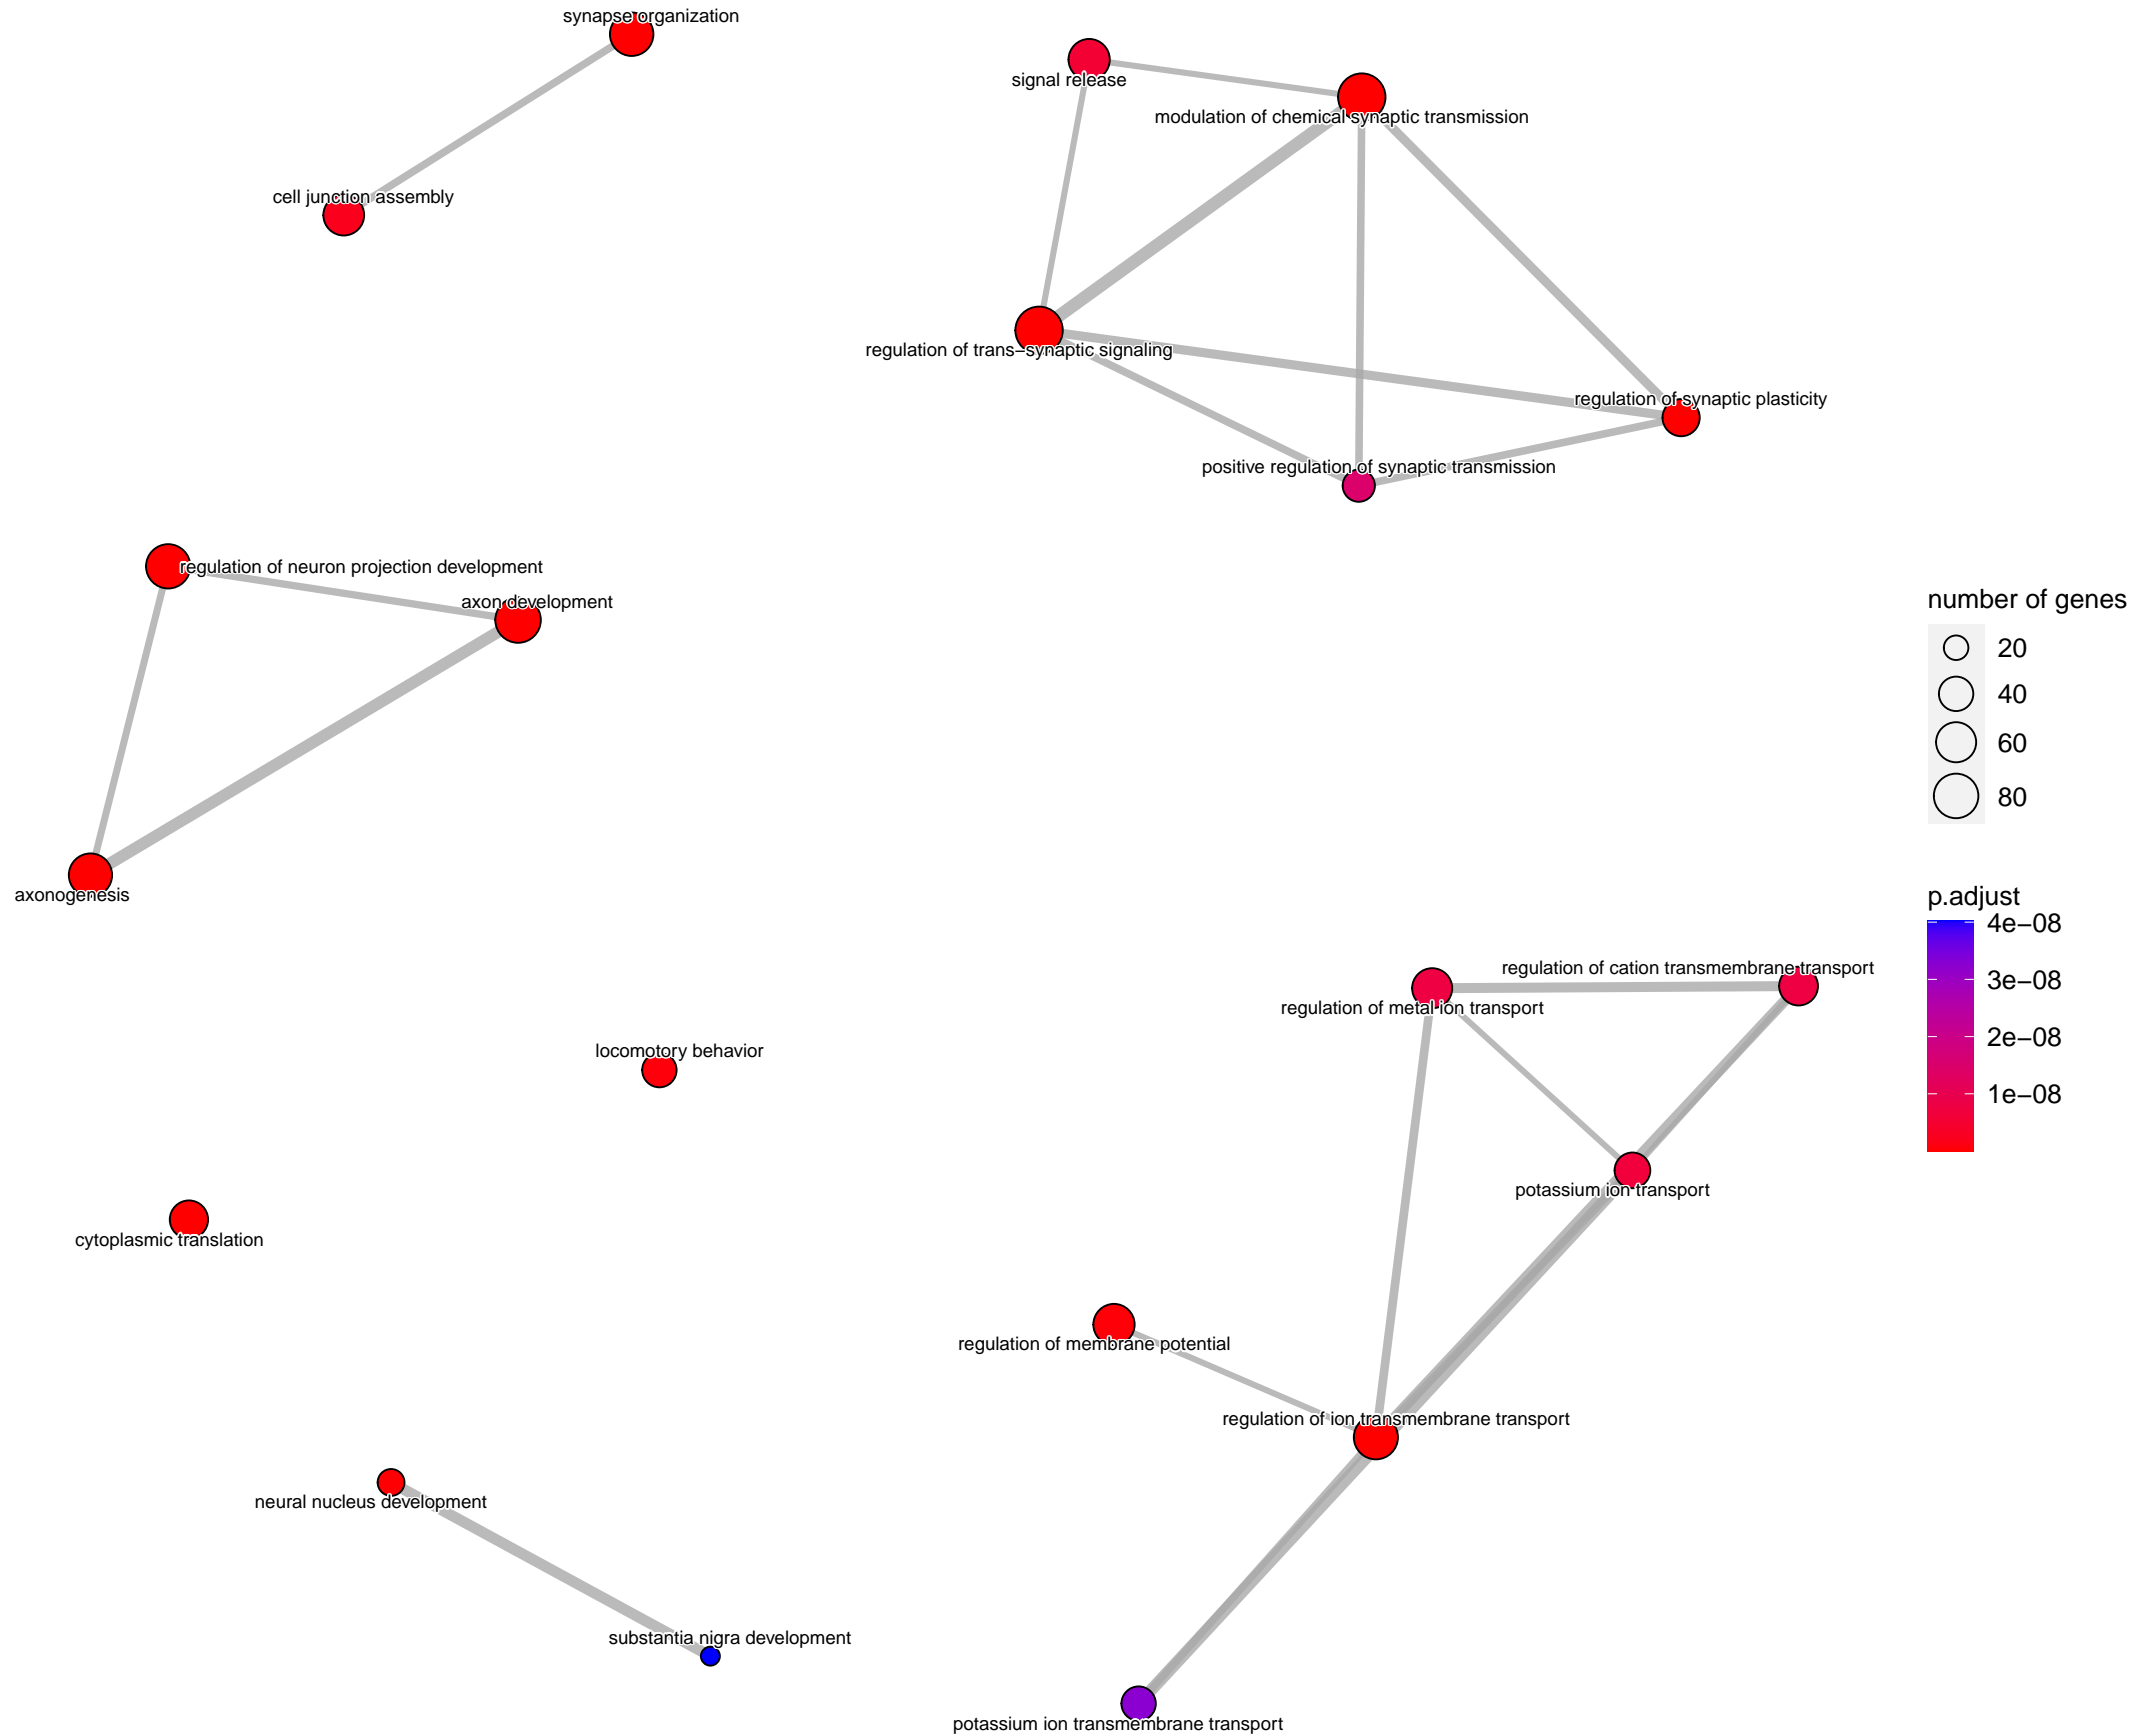 synapse organization
signal release
modulation of chemical synaptic transmission
cell junction assembly
regulation of trans−synaptic signaling
regulation of synaptic plasticity
positive regulation of synaptic transmission
regulation of neuron projection development
axon development
axonogenesis
number of genes
20
40
60
80
p.adjust
4e−08
3e−08
2e−08
1e−08
regulation of cation transmembrane transport
regulation of metal ion transport
locomotory behavior
potassium ion transport
cytoplasmic translation
regulation of membrane potential
regulation of ion transmembrane transport
neural nucleus development
substantia nigra development
potassium ion transmembrane transport